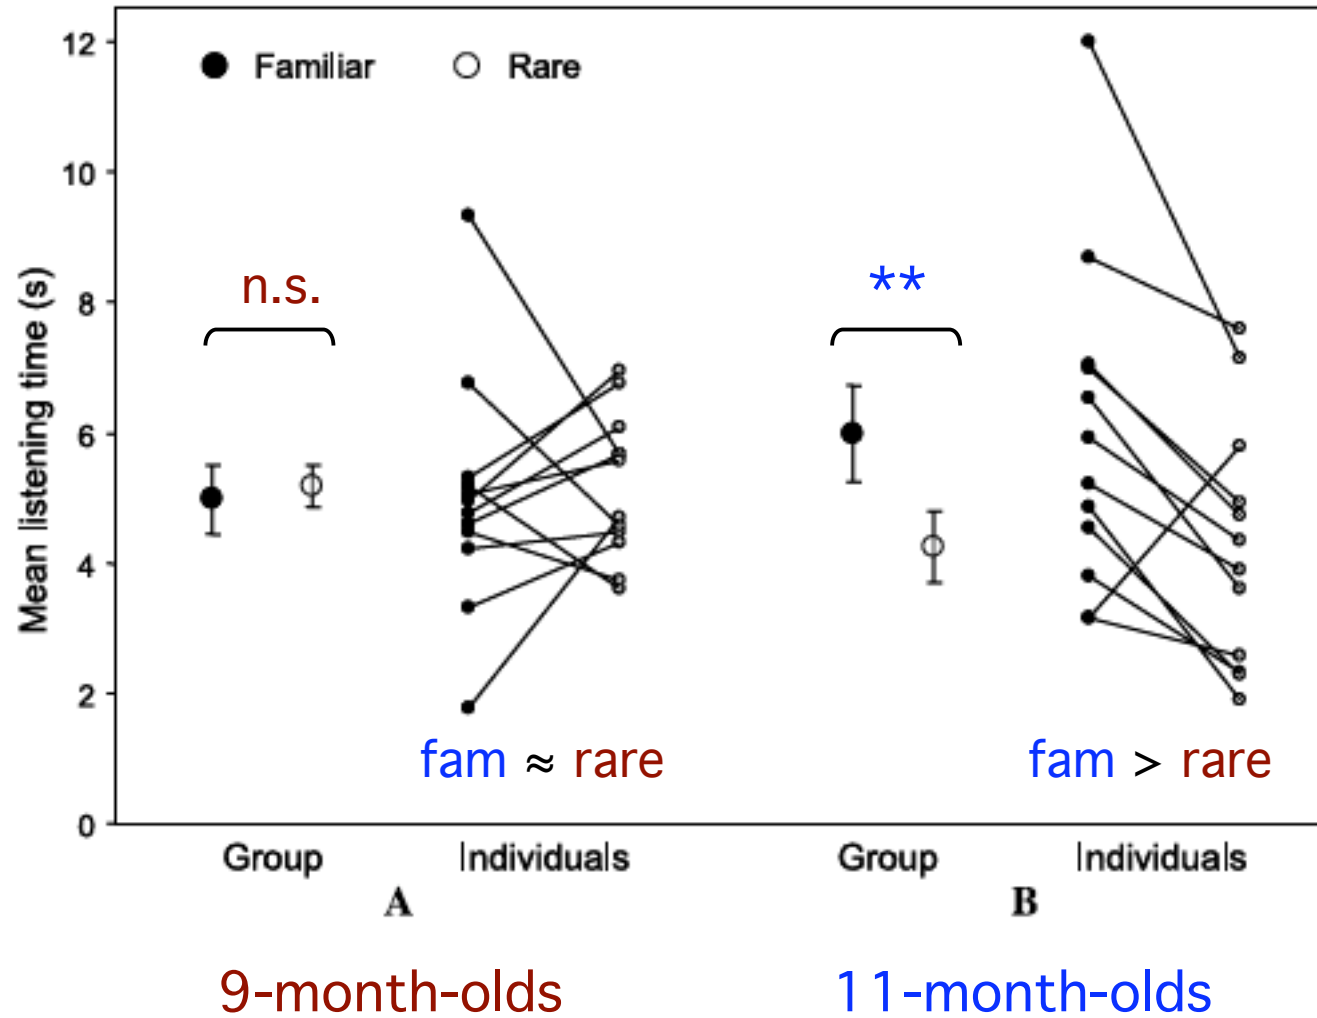 12
10
8
6
4
2
0
Mean listening time (s)
Familiar Rare
n.s.
**
fam ≈ rare
fam > rare
Group Individuals Group Individuals
A B
9-month-olds 11-month-olds